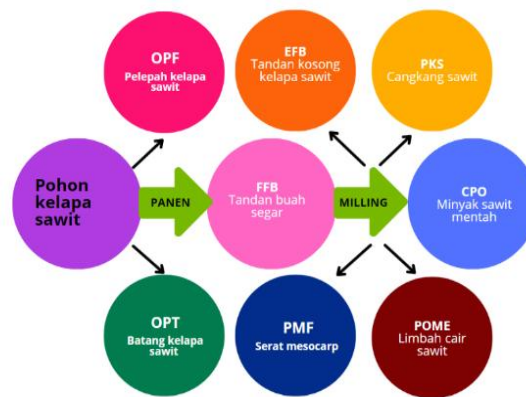 OPF
Pelepah kelapa
sawit
EFB
Tandan kosong
kelapa sawit
PKS
Cangkang sawit
Pohon
kelapa
sawit
PANEN
FFB
Tandan buah
segar
MILLING
CPO
Minyak sawit
mentah
OPT
Batang kelapa
sawit
PMF
Serat mesocarp
POME
Limbah cair
sawit